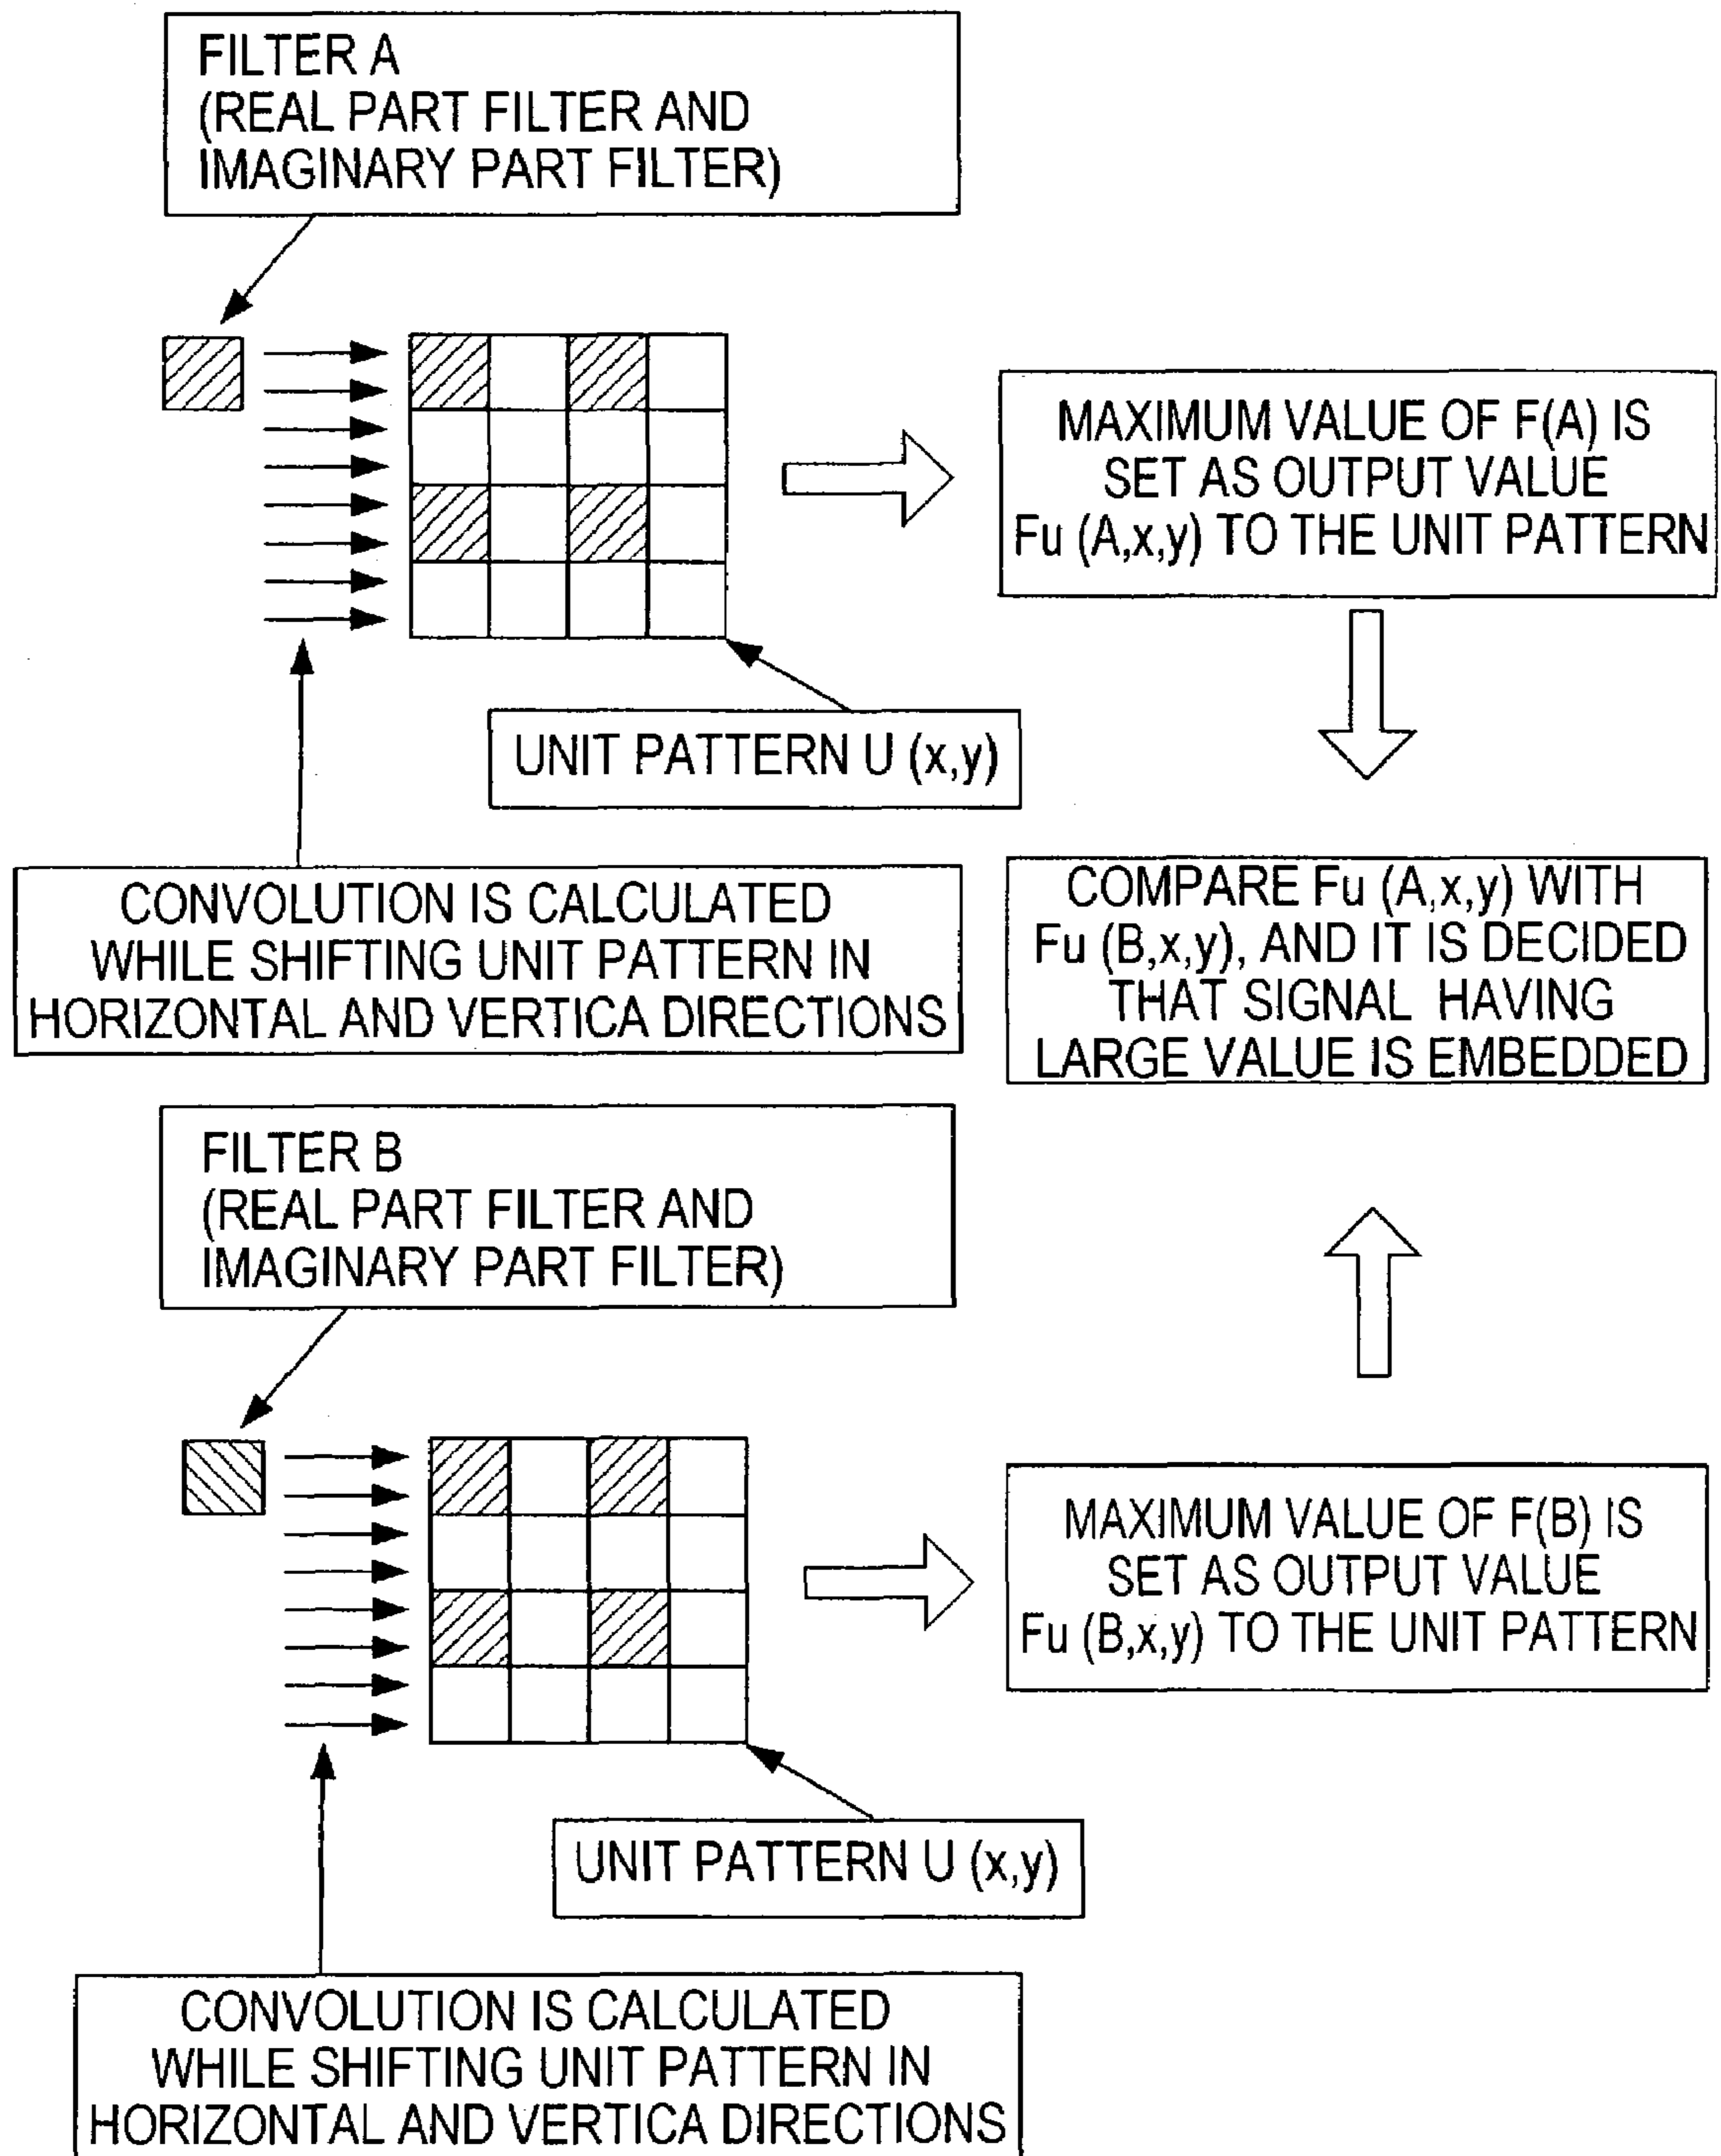 FILTER A
(REAL PART FILTER AND
IMAGINARY PART FILTER)
MAXIMUM VALUE OF F(A) IS
SET AS OUTPUT VALUE
Fu (A,x,y) TO THE UNIT PATTERN
UNIT PATTERN U (x,y)
CONVOLUTION IS CALCULATED
WHILE SHIFTING UNIT PATTERN IN
HORIZONTAL AND VERTICA DIRECTIONS
COMPARE Fu (A,x,y) WITH
Fu (B,x,y), AND IT IS DECIDED
THAT SIGNAL HAVING
LARGE VALUE IS EMBEDDED
FILTER B
(REAL PART FILTER AND
IMAGINARY PART FILTER)
MAXIMUM VALUE OF F(B) IS
SET AS OUTPUT VALUE
Fu (B,x,y) TO THE UNIT PATTERN
UNIT PATTERN U (x,y)
CONVOLUTION IS CALCULATED
WHILE SHIFTING UNIT PATTERN IN
HORIZONTAL AND VERTICA DIRECTIONS